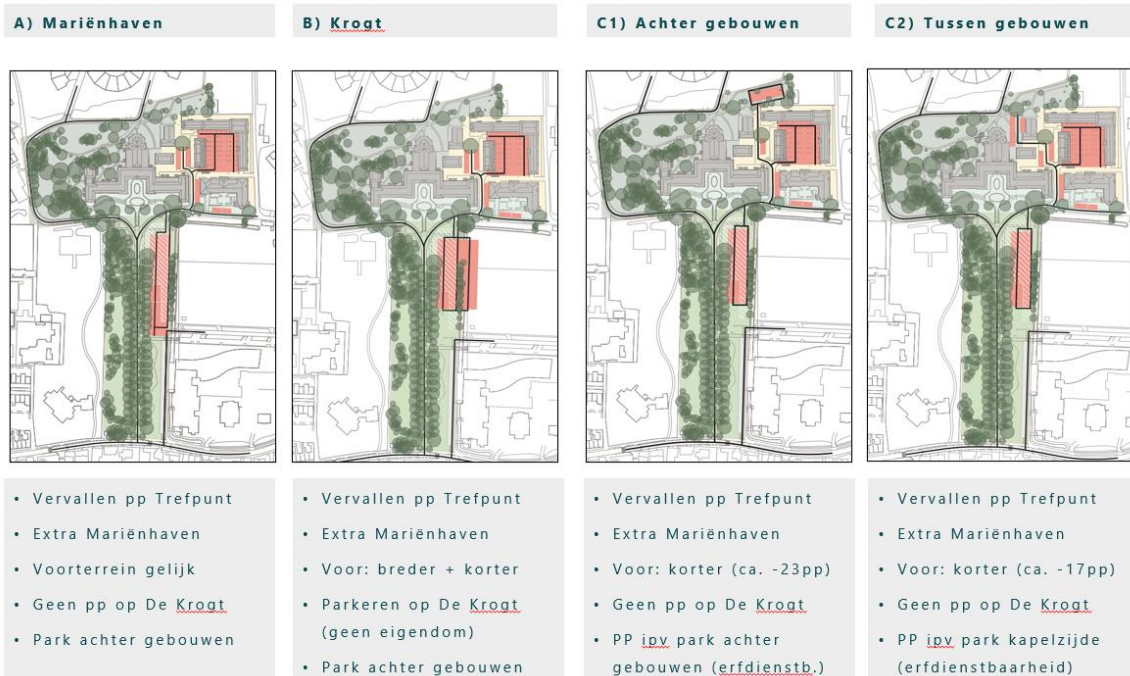 A) Mariënhaven
B) Krogt
C1) Achter gebouwen
C2) Tussen gebouwen
• Vervallen pp Trefpunt
• Extra Mariënhaven
• Voorterrein gelijk
• Geen pp op De Krogt
• Park achter gebouwen
• Vervallen pp Trefpunt
• Extra Mariënhaven
• Voor: breder + korter
• Parkeren op De Krogt
(geen eigendom)
• Park achter gebouwen
• Vervallen pp Trefpunt
• Extra Mariënhaven
• Voor: korter (ca. -23pp)
• Geen pp op De Krogt
• PP ipv park achter
gebouwen (erfdienstb.)
• Vervallen pp Trefpunt
• Extra Mariënhaven
• Voor: korter (ca. -17pp)
• Geen pp op De Krogt
• PP ipv park kapelzijde
(erfdienstbaarheid)